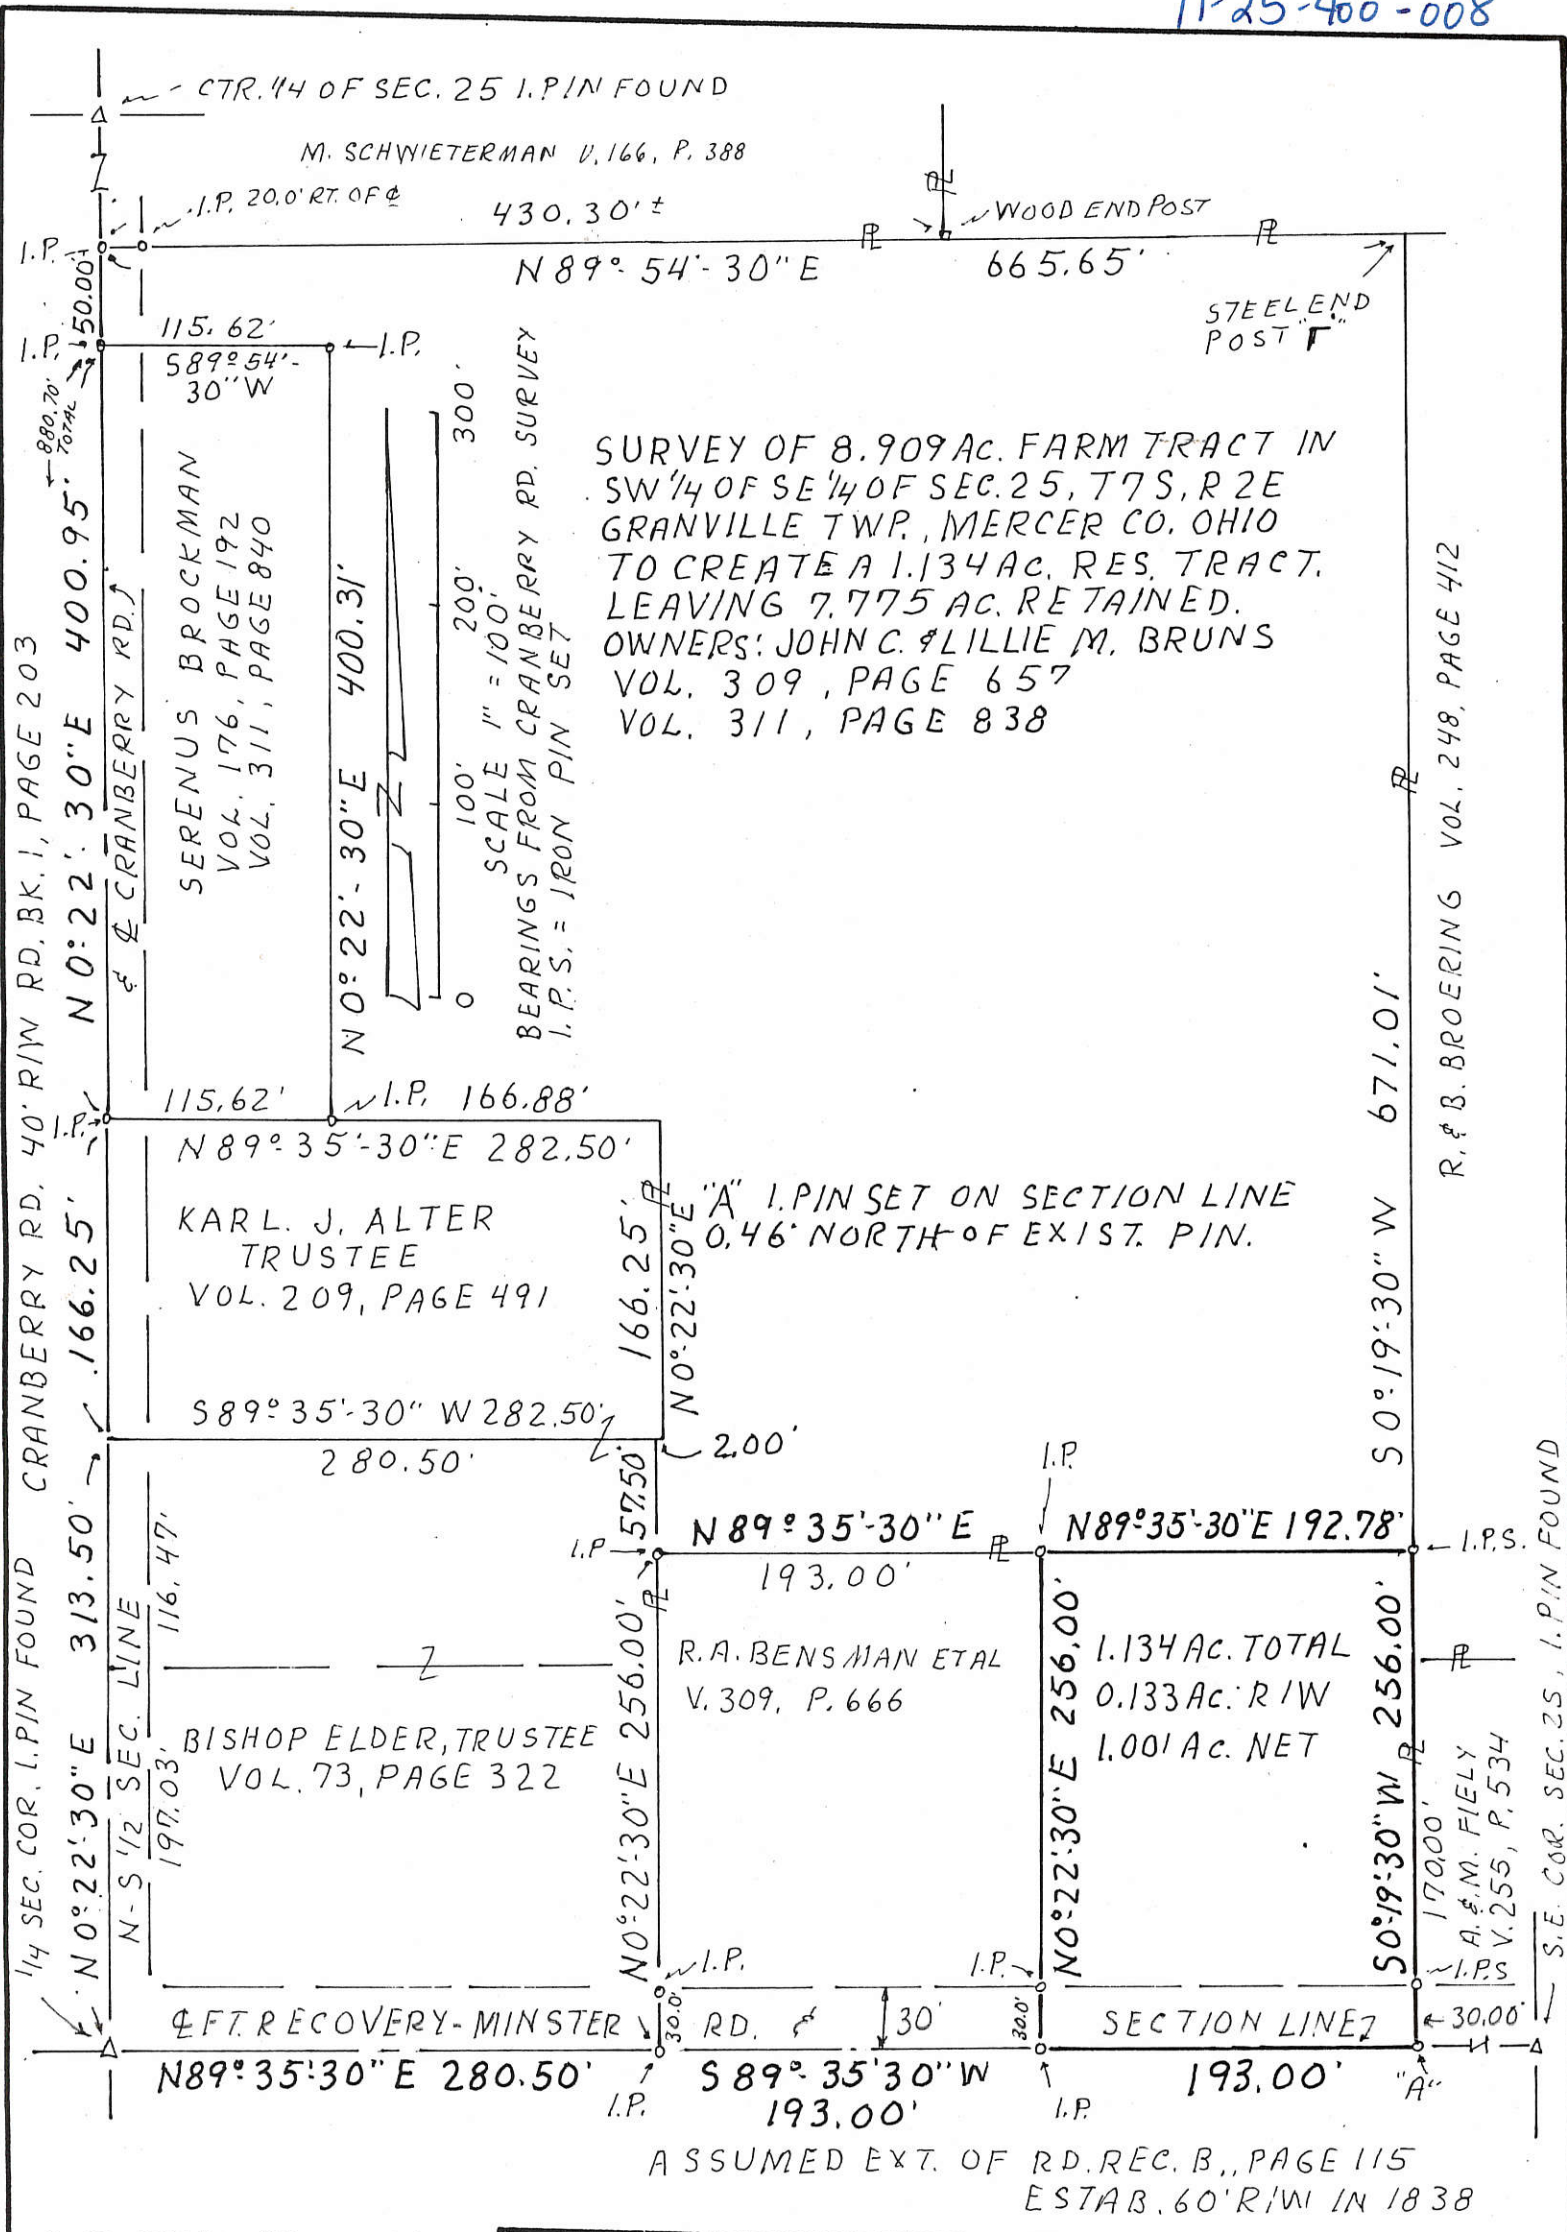 11-25-400-008
CTR. 1/4 OF SEC. 25 I. PIN FOUND
M. SCHWIETERMAN V. 166, P. 388
I.P. 20.0' RT. OF ℄
430.30'±
WOOD END POST
I.P.
N 89°-54'-30" E
665.65'
STEEL END
POST "T"
50.00'
115.62'
I.P.
I.P.
S89°54'-
30"W
880.70'
TOTAL
400.95'
N 0°-22'-30"E
& ℄ CRANBERRY RD.
SERENUS BROCKMAN
VOL. 176, PAGE 192
VOL. 311, PAGE 840
N 0°-22'-30"E 400.31'
0 100' 200' 300'
SCALE 1" = 100'
BEARINGS FROM CRANBERRY RD. SURVEY
I.P.S. = IRON PIN SET
SURVEY OF 8.909 AC. FARM TRACT IN
SW 1/4 OF SE 1/4 OF SEC. 25, T7S, R 2E
GRANVILLE TWP., MERCER CO. OHIO
TO CREATE A 1.134 AC. RES. TRACT.
LEAVING 7.775 AC. RETAINED.
OWNERS: JOHN C. & LILLIE M. BRUNS
VOL. 309, PAGE 657
VOL. 311, PAGE 838
R. & B. BROERING VOL. 248, PAGE 412
S 0°-19'-30" W 671.01'
CRANBERRY RD. 40' R/W RD. BK. 1, PAGE 203
I.P.
115.62'
I.P.
166.88'
N 89°-35'-30" E 282.50'
KARL. J. ALTER
TRUSTEE
VOL. 209, PAGE 491
166.25'
166.25'
N0°-22'-30"E
"A" I. PIN SET ON SECTION LINE
0.46' NORTH OF EXIST. PIN.
S 89° 35'-30" W 282.50'
280.50'
2.00'
57.50'
I.P.
N 89° 35'-30" E
193.00'
I.P.
N89°-35'-30"E 192.78'
I.P.S.
1/4 SEC. COR. I. PIN FOUND
N 0°-22'-30" E 313.50'
N-S 1/2 SEC. LINE
116.47'
197.03'
BISHOP ELDER, TRUSTEE
VOL. 73, PAGE 322
N0°-22'-30"E 256.00'
R. A. BENSMAN ETAL
V. 309, P. 666
N0°-22'-30"E 256.00'
1.134 AC. TOTAL
0.133 AC. R/W
1.001 AC. NET
S0°-19'-30"W 256.00'
170.00'
A. & M. FIELY
V. 255, P. 534
S.E. COR. SEC. 25, I. PIN FOUND
I.P.
I.P.
I.P.S
℄ FT. RECOVERY-MINSTER
30.0'
RD. &
30'
30.0'
SECTION LINE
30.00'
N89°-35'-30" E 280.50'
I.P.
S 89°-35'30" W
193.00'
I.P.
193.00'
"A"
ASSUMED EXT. OF RD. REC. B., PAGE 115
ESTAB. 60' R/W IN 1838